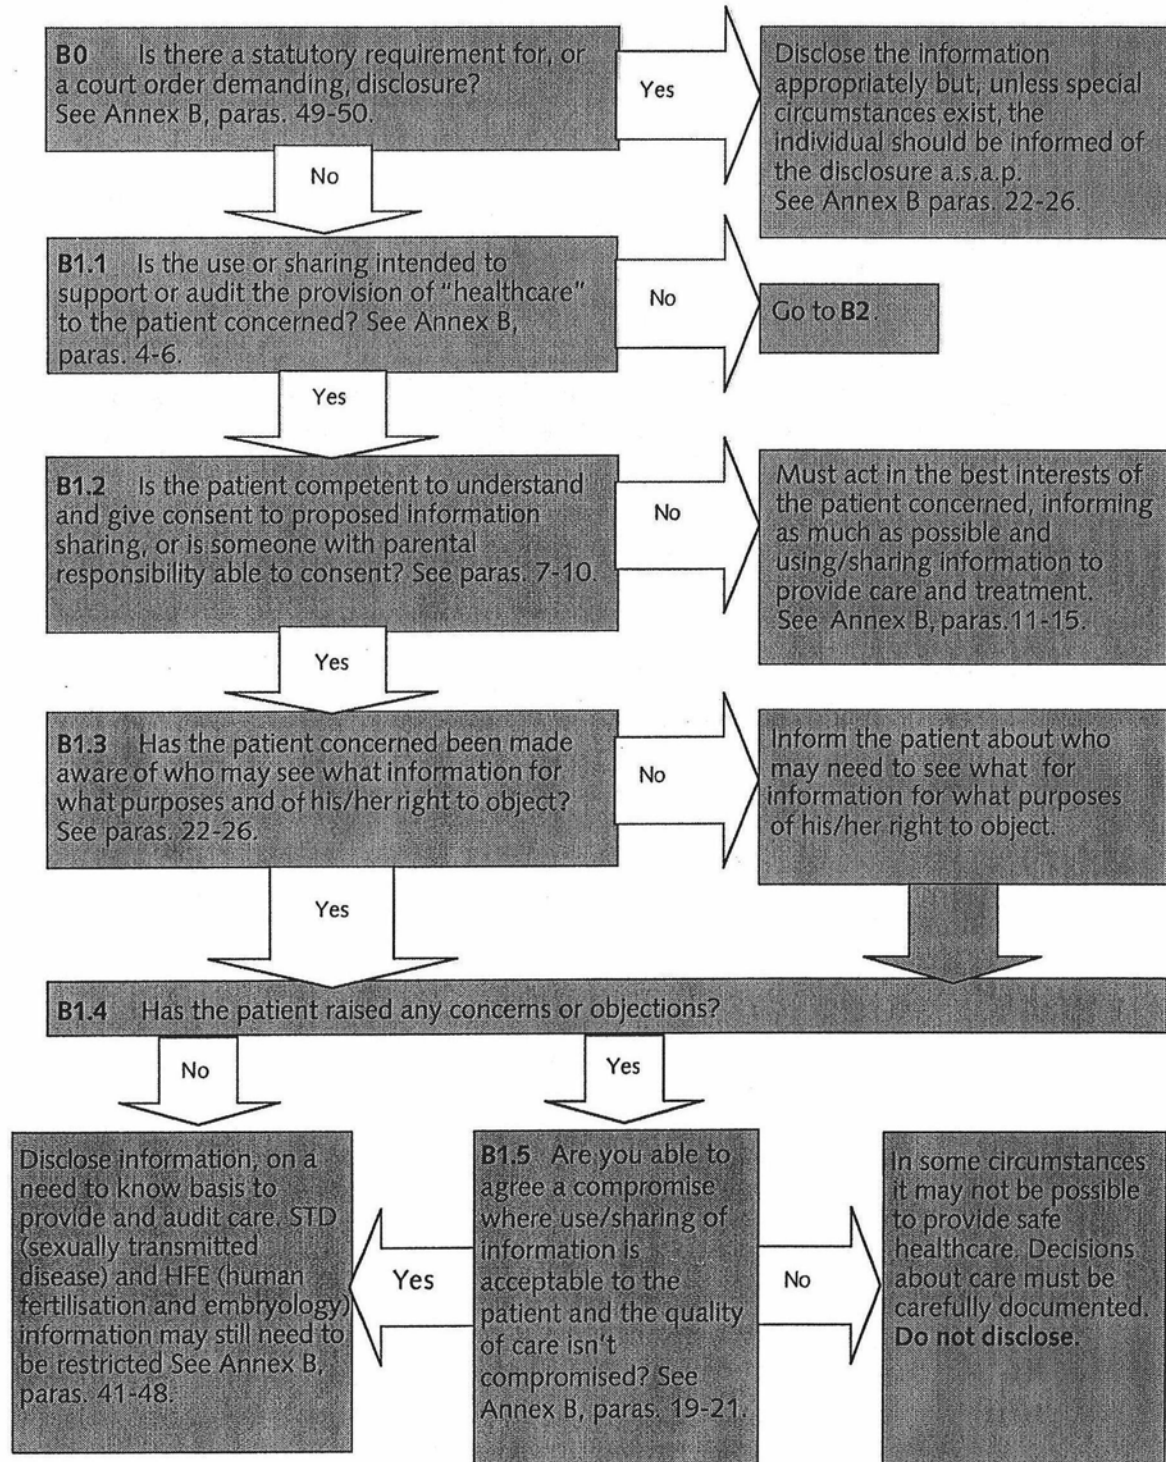 B0 Is there a statutory requirement for, or
a court order demanding, disclosure?
See Annex B, paras. 49-50.
Yes
Disclose the information
appropriately but, unless special
circumstances exist, the
individual should be informed of
the disclosure a.s.a.p.
See Annex B paras. 22-26.
No
B1.1 Is the use or sharing intended to
support or audit the provision of "healthcare"
to the patient concerned? See Annex B,
paras. 4-6.
No
Go to B2.
Yes
B1.2 Is the patient competent to understand
and give consent to proposed information
sharing, or is someone with parental
responsibility able to consent? See paras. 7-10.
No
Must act in the best interests of
the patient concerned, informing
as much as possible and
using/sharing information to
provide care and treatment.
See Annex B, paras.11-15.
Yes
B1.3 Has the patient concerned been made
aware of who may see what information for
what purposes and of his/her right to object?
See paras. 22-26.
No
Inform the patient about who
may need to see what for
information for what purposes
of his/her right to object.
Yes
B1.4 Has the patient raised any concerns or objections?
No
Yes
Disclose information, on a
need to know basis to
provide and audit care. STD
(sexually transmitted
disease) and HFE (human
fertilisation and embryology)
information may still need to
be restricted See Annex B,
paras. 41-48.
Yes
B1.5 Are you able to
agree a compromise
where use/sharing of
information is
acceptable to the
patient and the quality
of care isn't
compromised? See
Annex B, paras. 19-21.
No
In some circumstances
it may not be possible
to provide safe
healthcare. Decisions
about care must be
carefully documented.
Do not disclose.